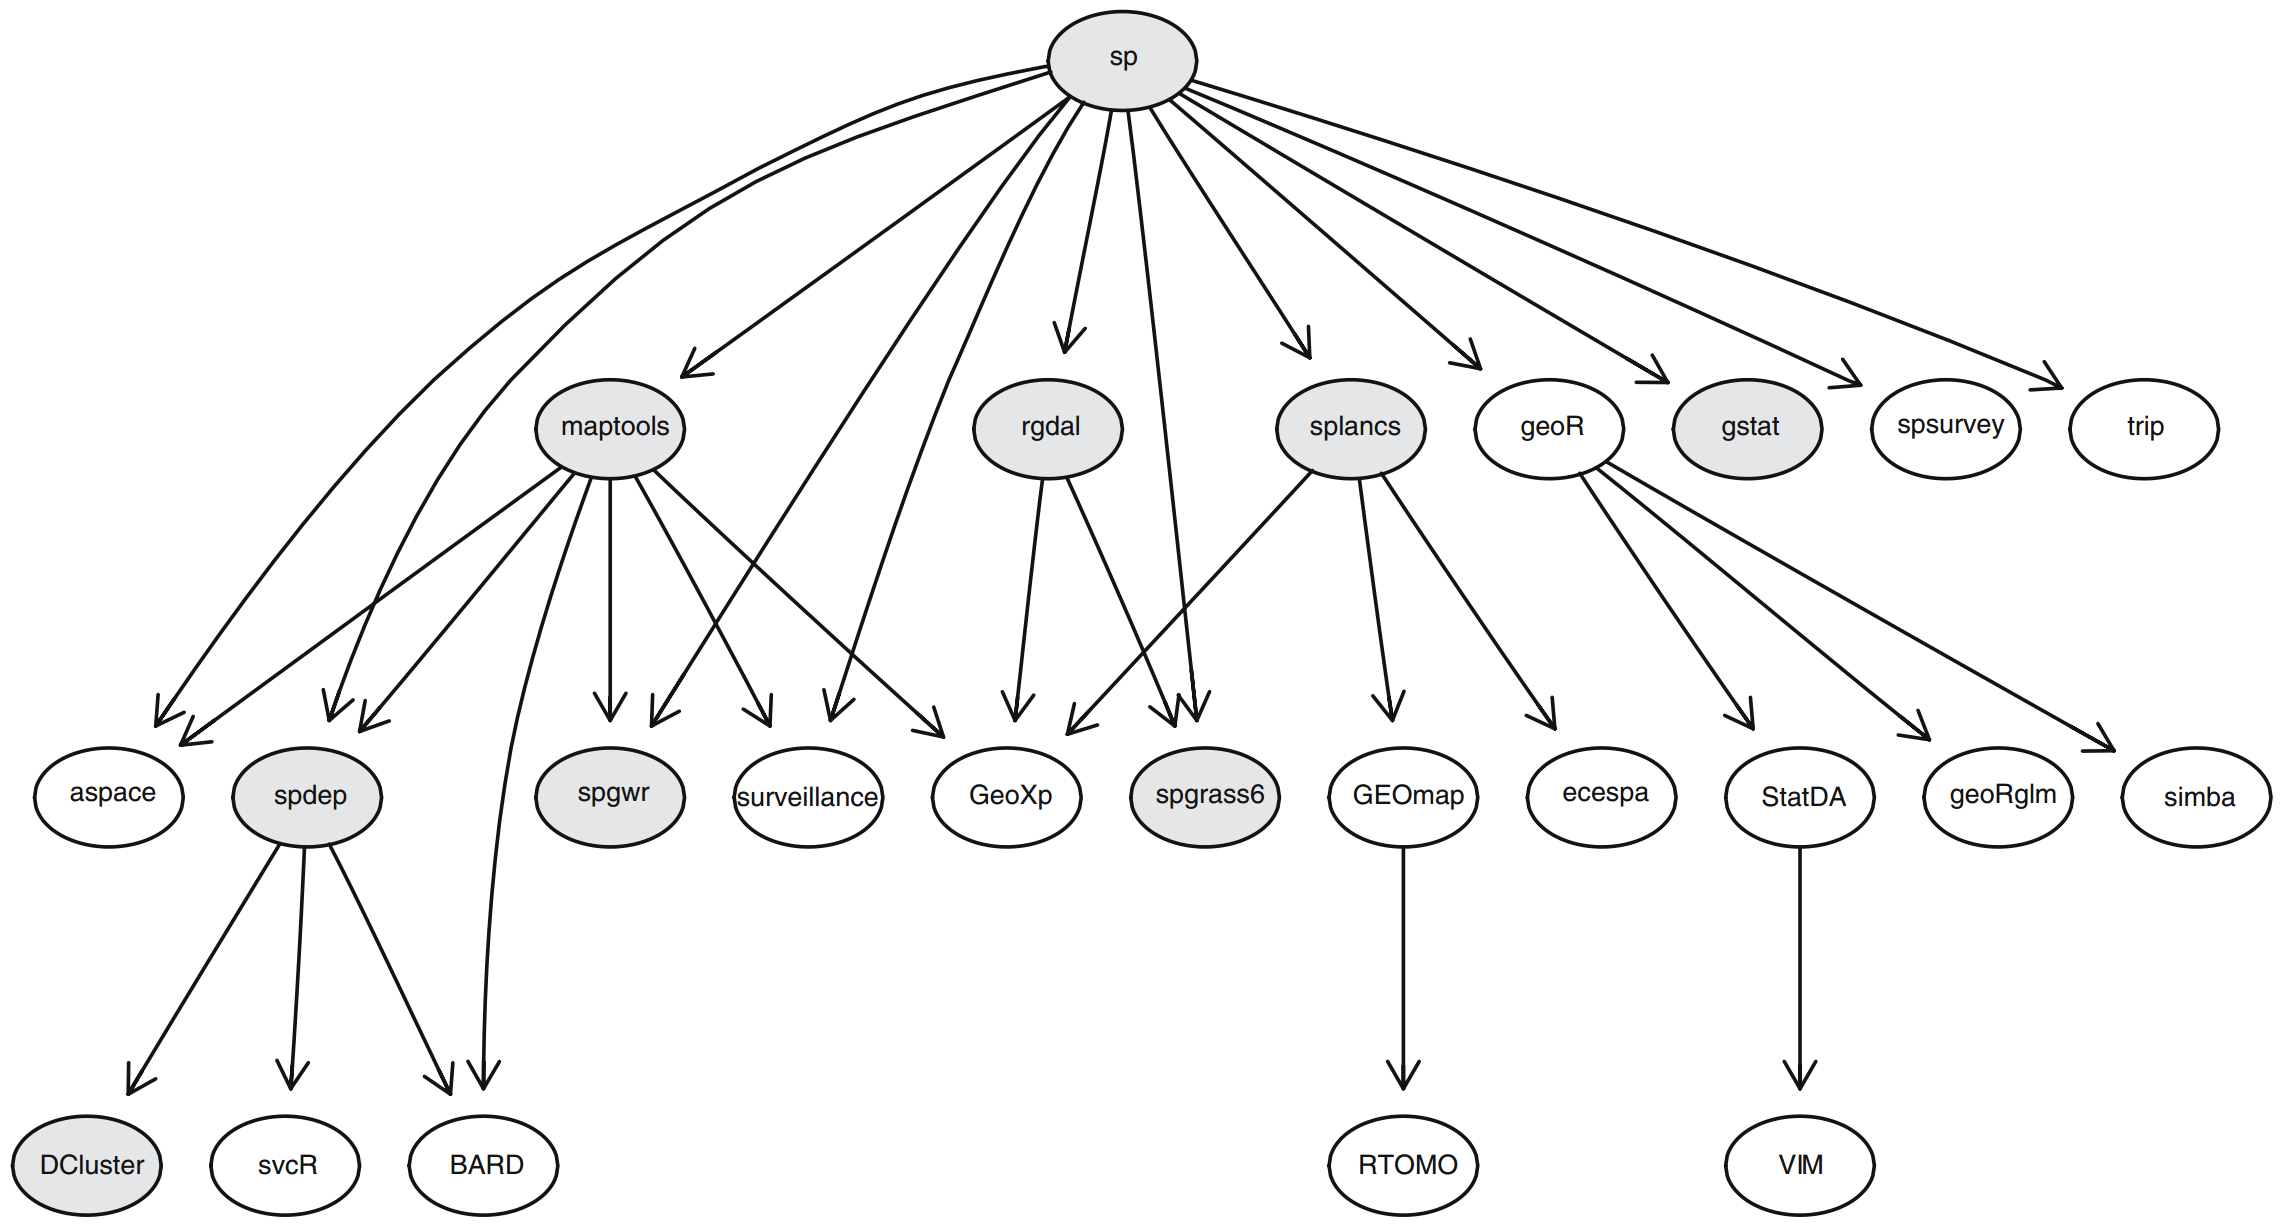 sp
maptools
rgdal
splancs
geoR
gstat
spsurvey
trip
aspace
spdep
spgwr
surveillance
GeoXp
spgrass6
GEOmap
ecespa
StatDA
geoRglm
simba
DCluster
svcR
BARD
RTOMO
VIM